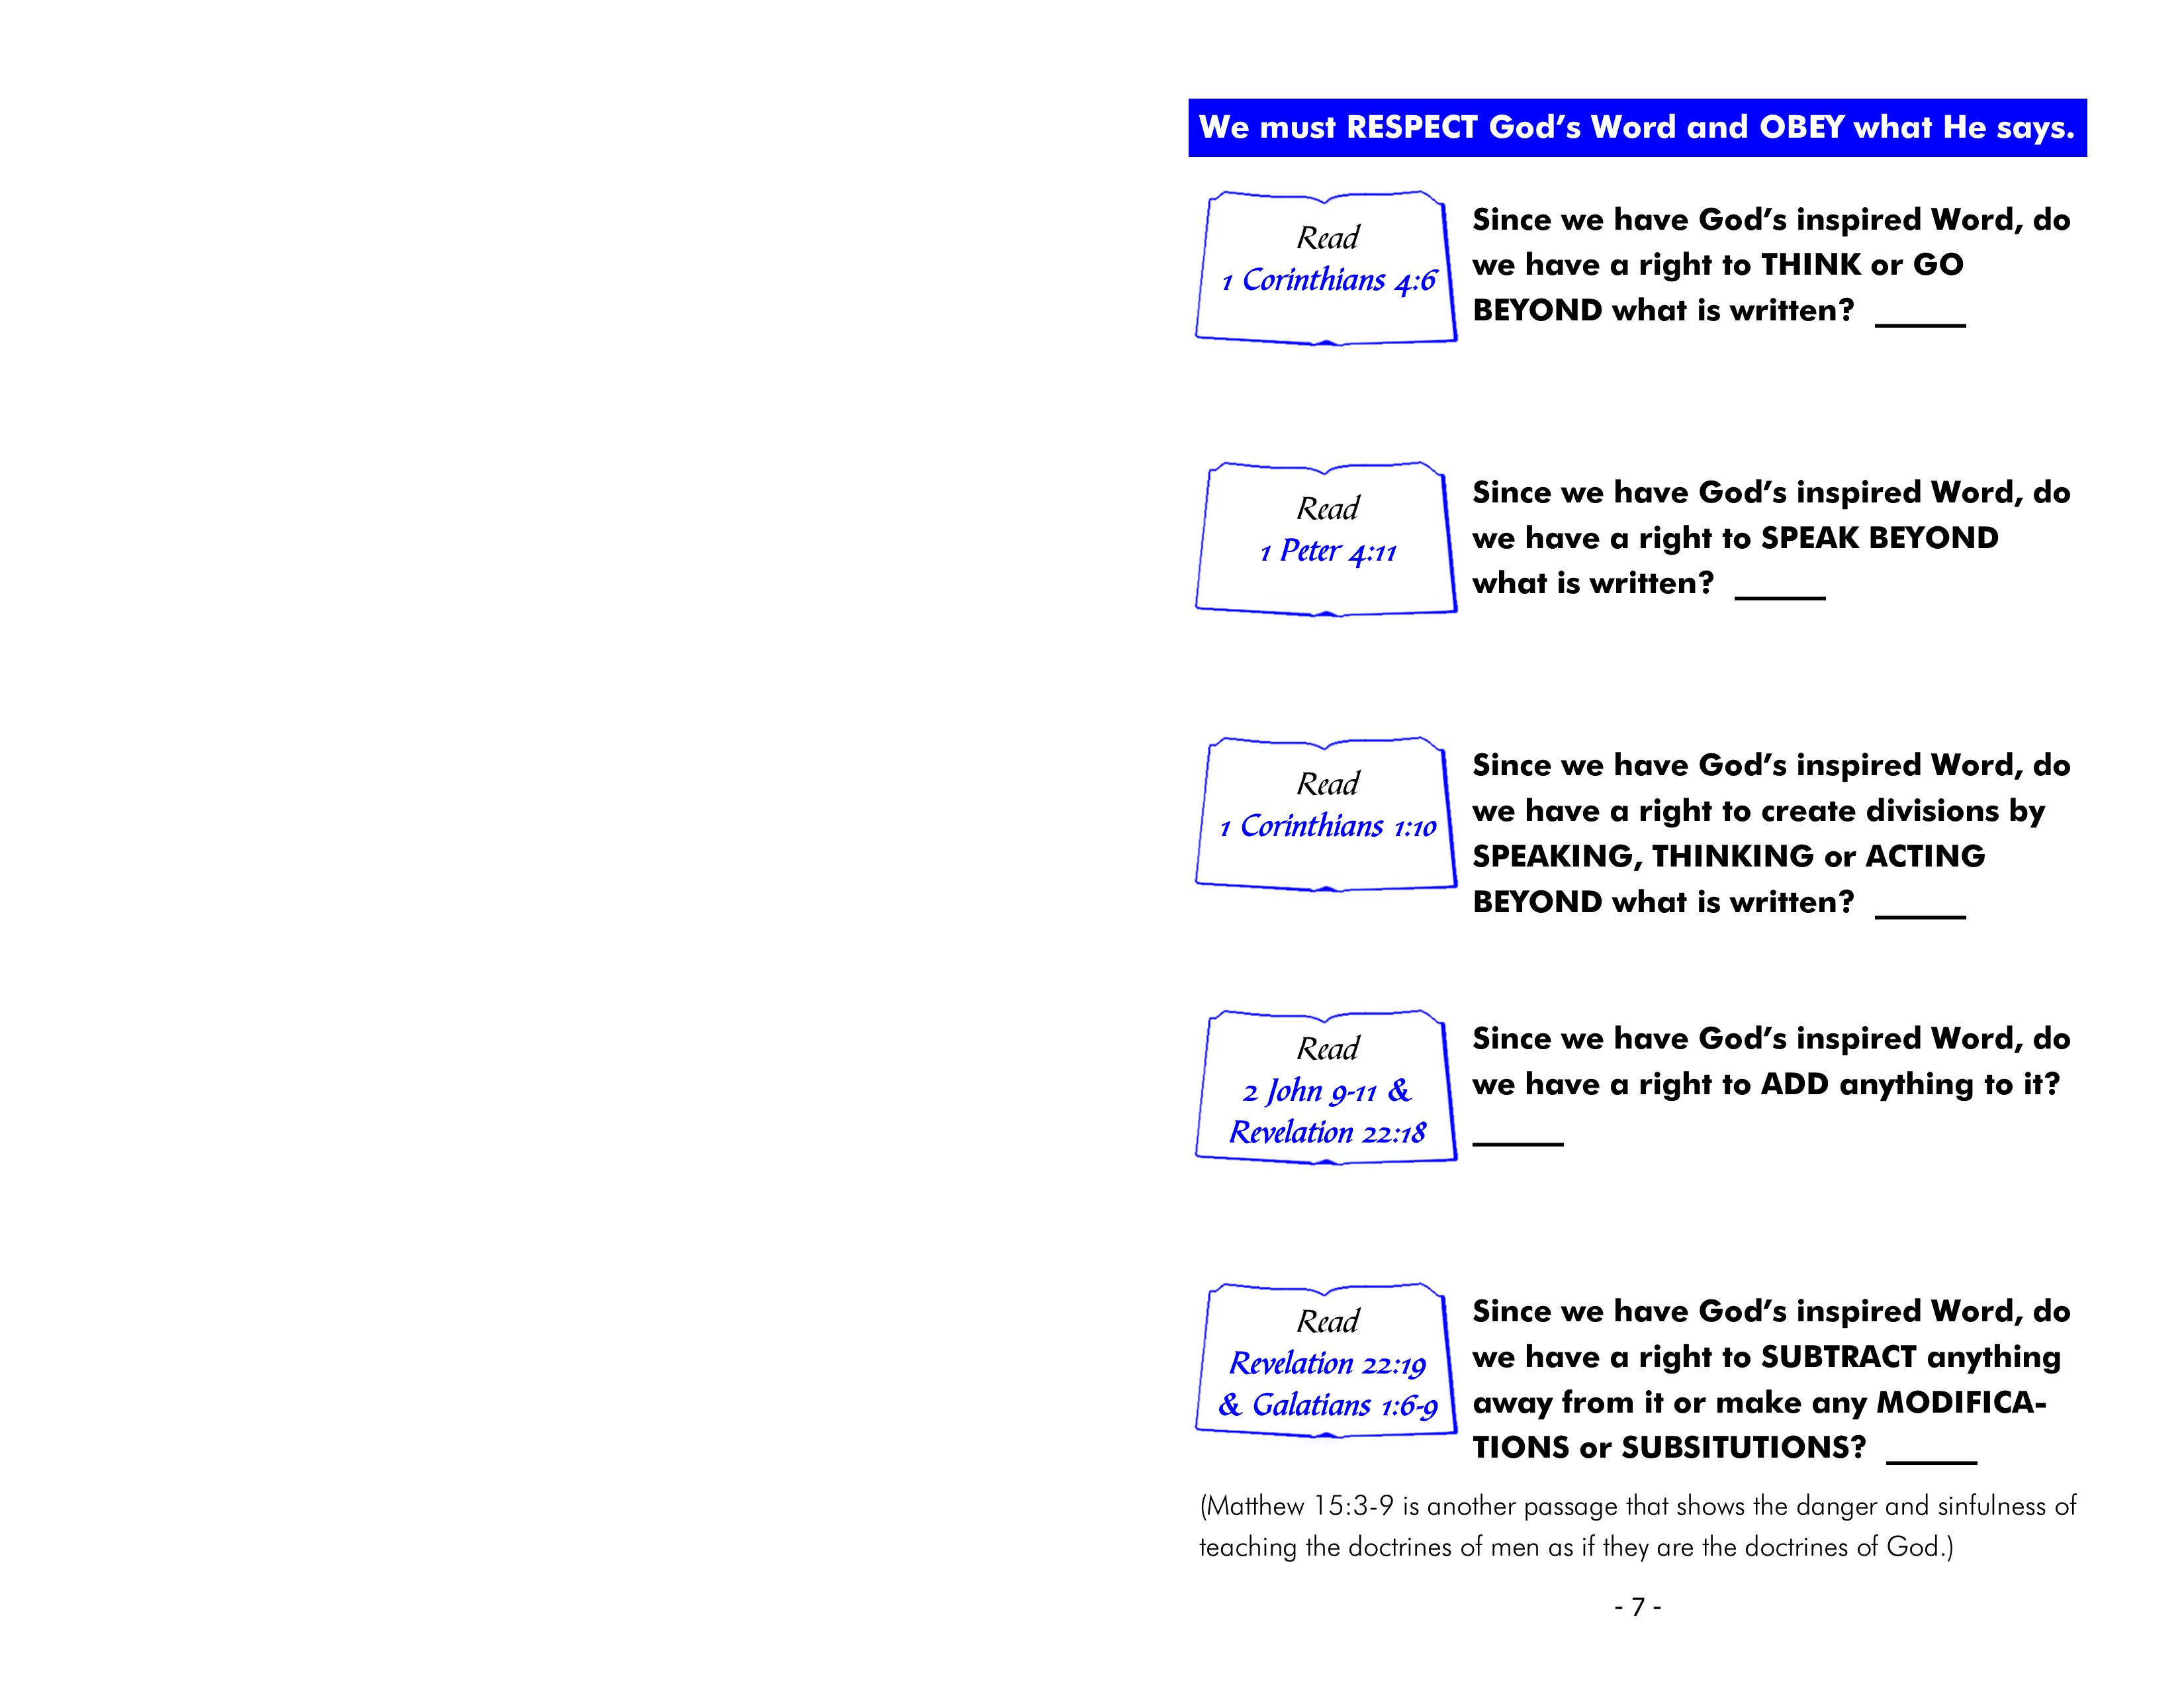 We must RESPECT God’s Word and OBEY what He says.
Read
1 Corinthians 4:6
Since we have God’s inspired Word, do
we have a right to THINK or GO
BEYOND what is written? ______
Read
1 Peter 4:11
Since we have God’s inspired Word, do
we have a right to SPEAK BEYOND
what is written? ______
Read
1 Corinthians 1:10
Since we have God’s inspired Word, do
we have a right to create divisions by
SPEAKING, THINKING or ACTING
BEYOND what is written? ______
Read
2 John 9-11 &
Revelation 22:18
Since we have God’s inspired Word, do
we have a right to ADD anything to it?
______
Read
Revelation 22:19
& Galatians 1:6-9
Since we have God’s inspired Word, do
we have a right to SUBTRACT anything
away from it or make any MODIFICA-
TIONS or SUBSITUTIONS? ______
(Matthew 15:3-9 is another passage that shows the danger and sinfulness of
teaching the doctrines of men as if they are the doctrines of God.)
- 7 -